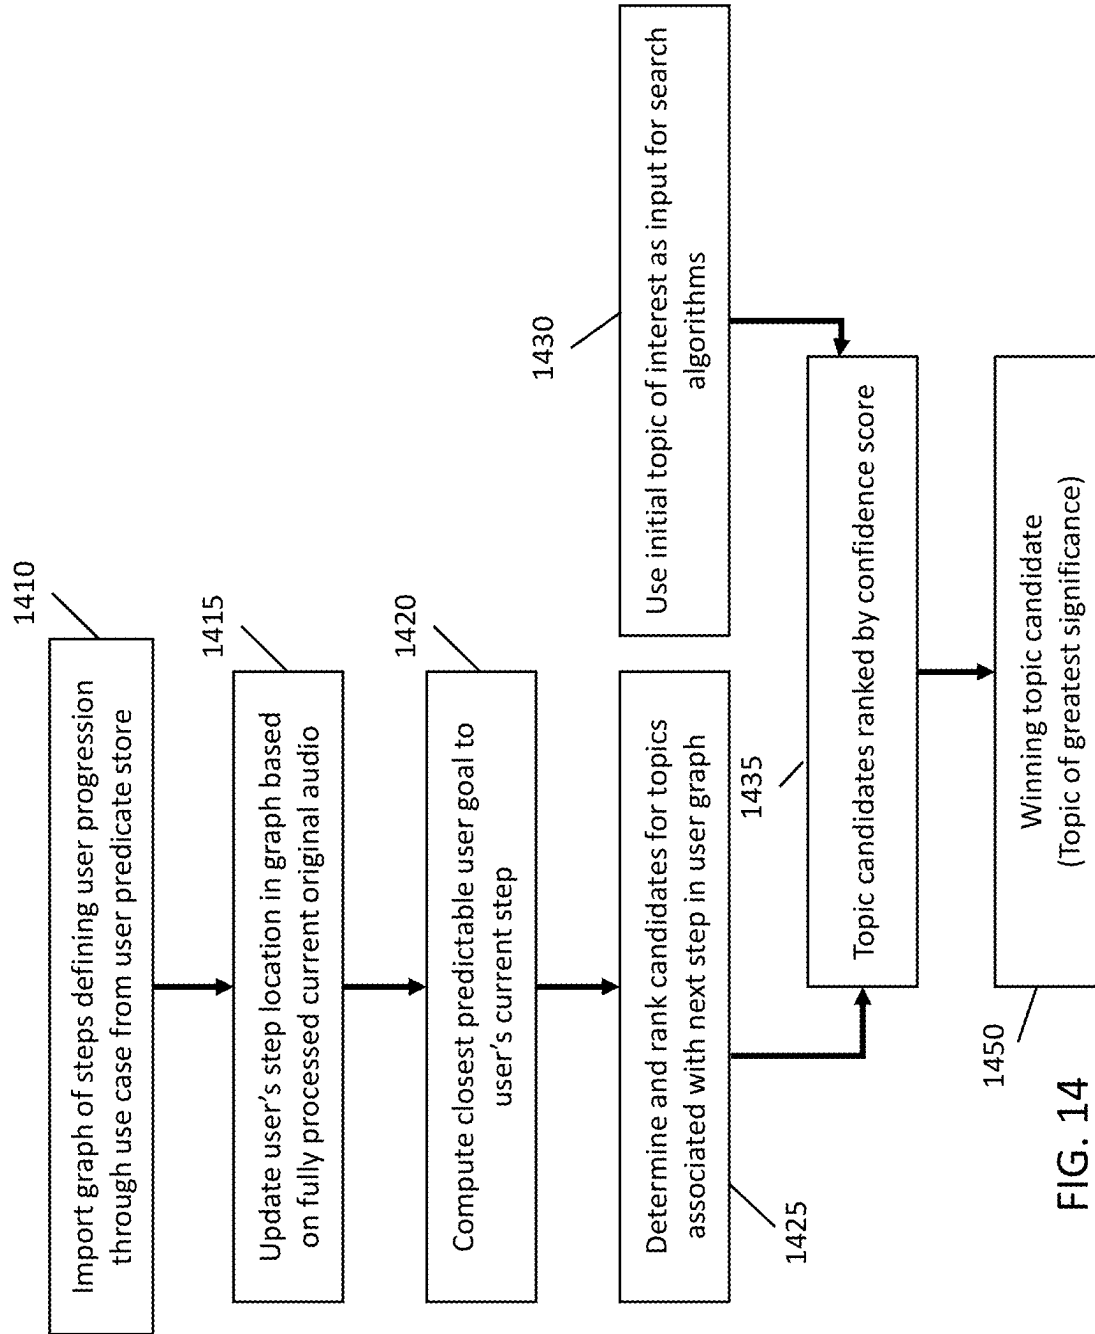 1410
Import graph of steps defining user progression
through use case from user predicate store
1415
Update user's step location in graph based
on fully processed current original audio
1420
Compute closest predictable user goal to
user's current step
Determine and rank candidates for topics
associated with next step in user graph
1425
1430
Use initial topic of interest as input for search
algorithms
1435
Topic candidates ranked by confidence score
Winning topic candidate
(Topic of greatest significance)
1450
FIG. 14